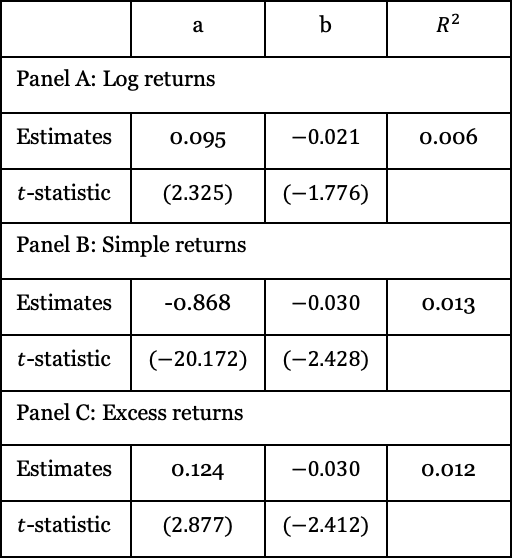 a b R²
Panel A: Log returns
Estimates 0.095 −0.021 0.006
t-statistic (2.325) (−1.776)
Panel B: Simple returns
Estimates -0.868 −0.030 0.013
t-statistic (−20.172) (−2.428)
Panel C: Excess returns
Estimates 0.124 −0.030 0.012
t-statistic (2.877) (−2.412)